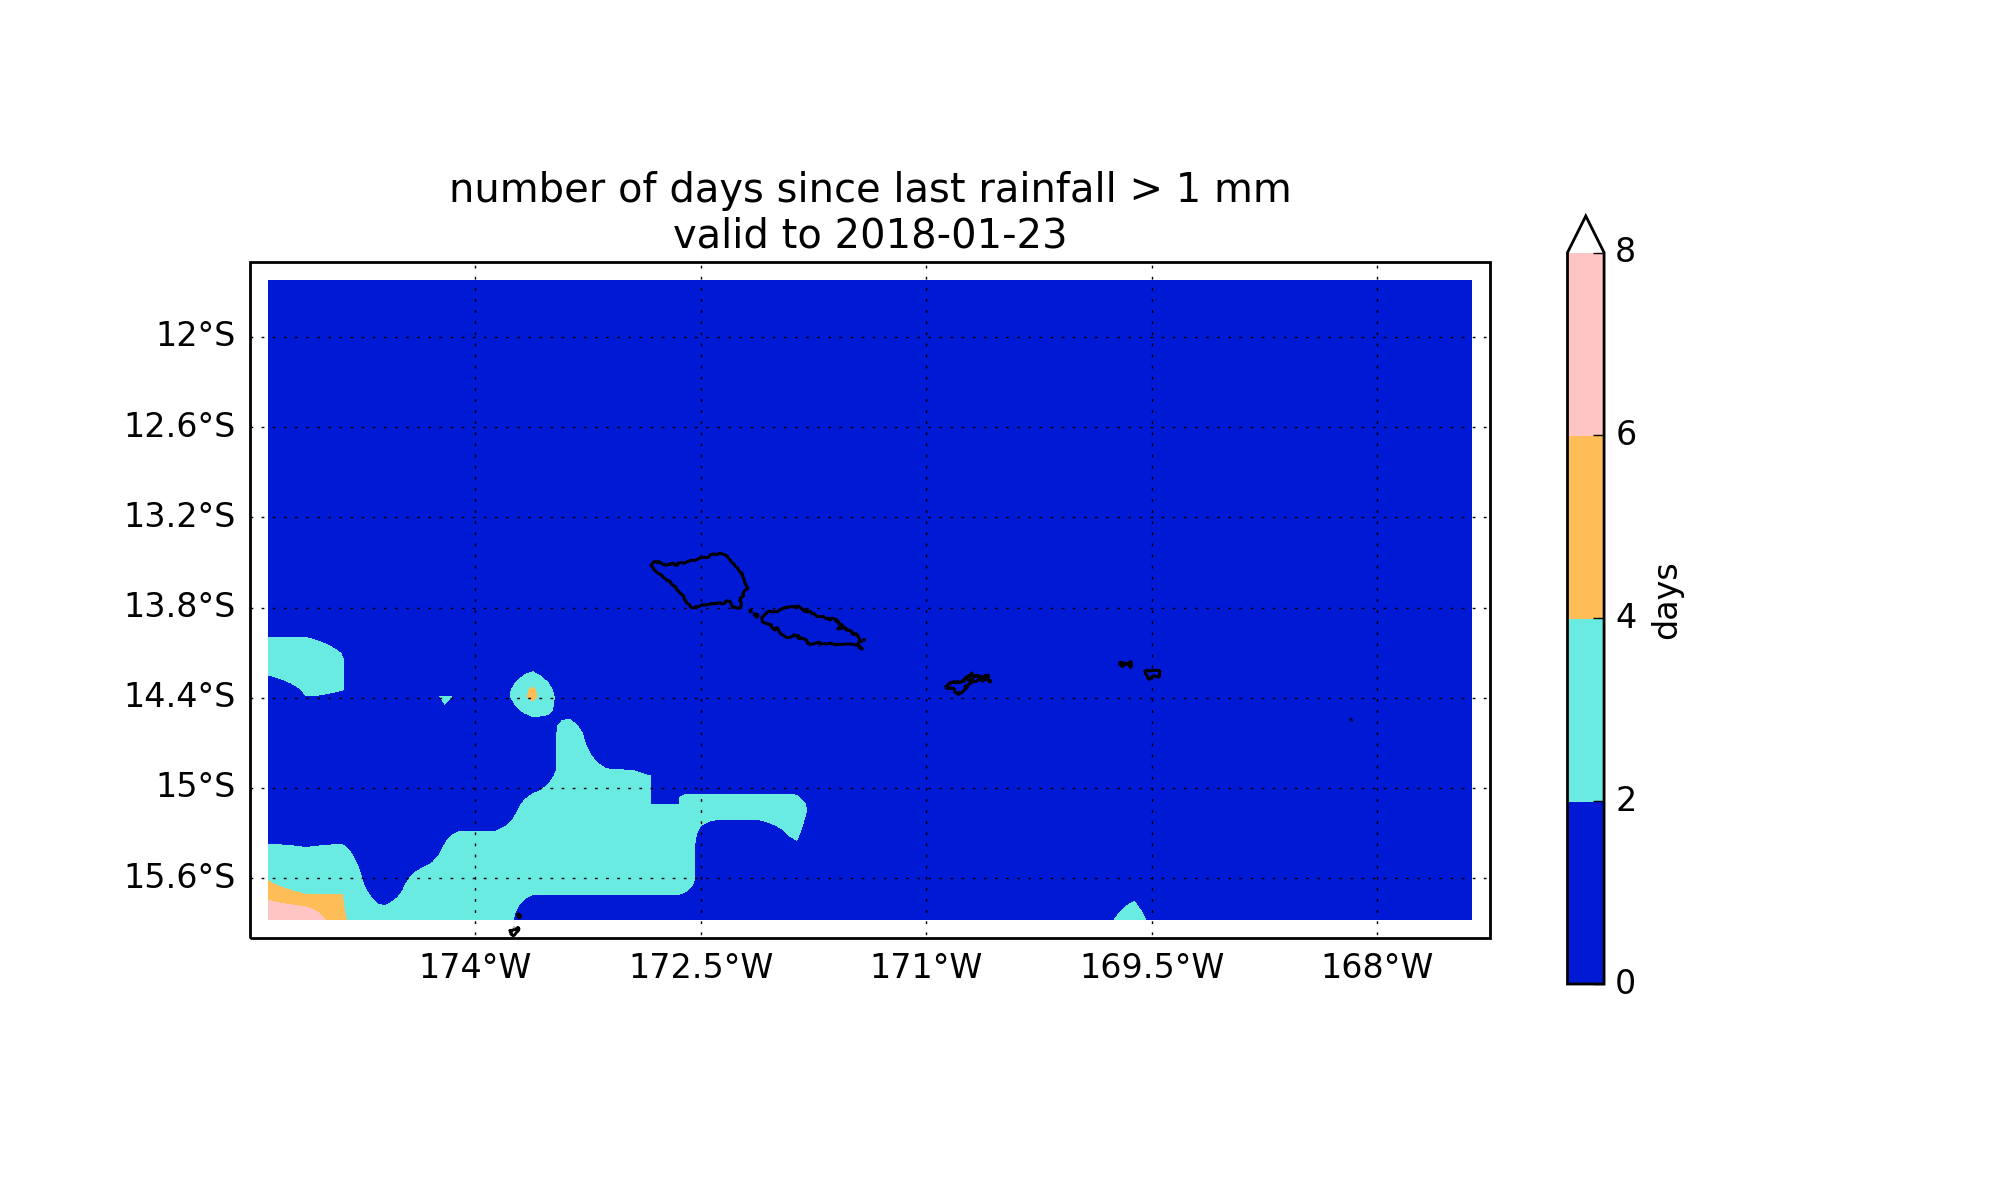 number of days since last rainfall > 1 mm
valid to 2018-01-23
12°S
12.6°S
13.2°S
13.8°S
14.4°S
15°S
15.6°S
174°W 172.5°W 171°W 169.5°W 168°W
8
6
4
2
0
days